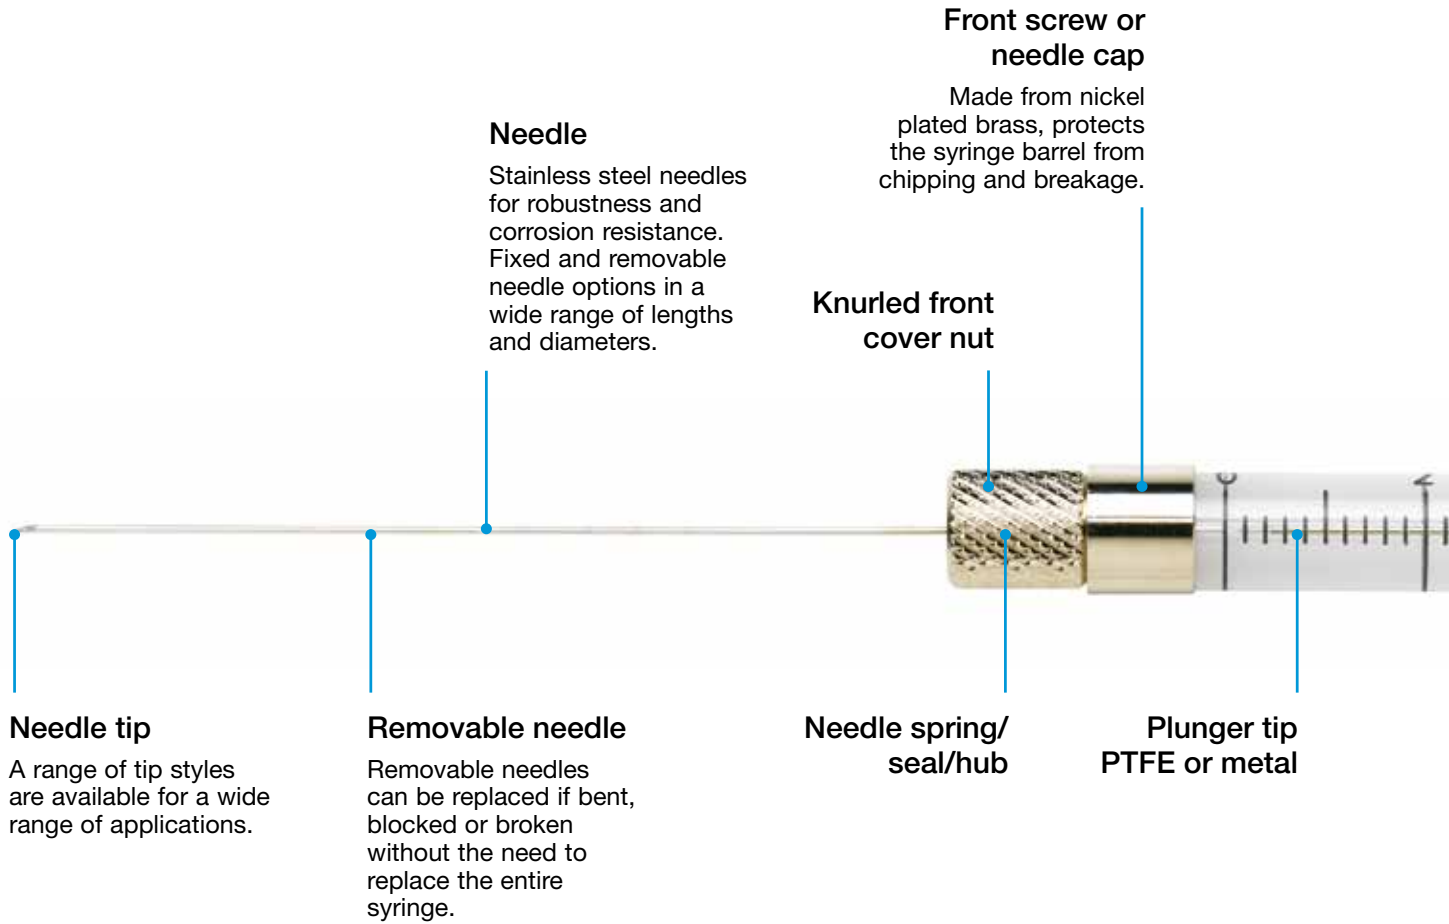 Front screw or
needle cap
Made from nickel
plated brass, protects
the syringe barrel from
chipping and breakage.
Needle
Stainless steel needles
for robustness and
corrosion resistance.
Fixed and removable
needle options in a
wide range of lengths
and diameters.
Knurled front
cover nut
0
Needle tip
A range of tip styles
are available for a wide
range of applications.
Removable needle
Removable needles
can be replaced if bent,
blocked or broken
without the need to
replace the entire
syringe.
Needle spring/
seal/hub
Plunger tip
PTFE or metal